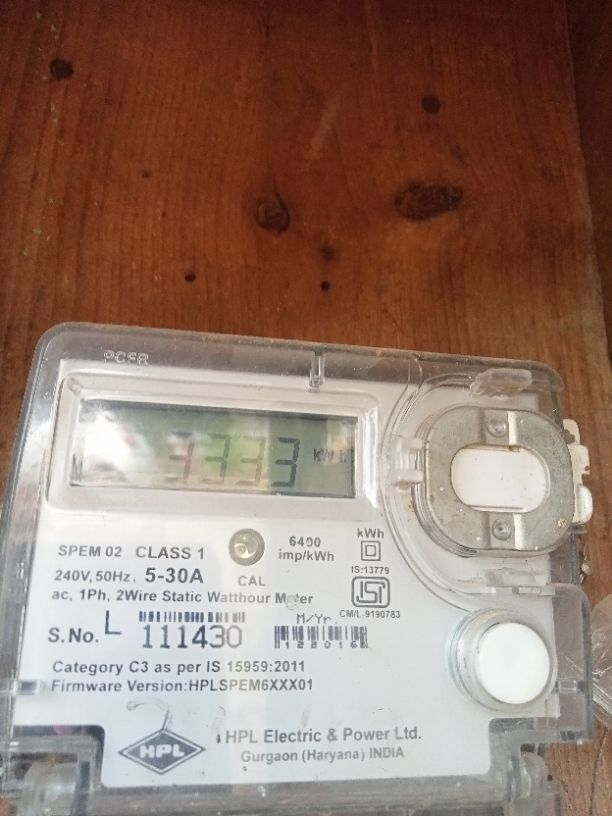 3333 kWh
SPEM 02 CLASS 1
6400
imp/kWh
kWh
IS:13779
240V, 50Hz, 5-30A
CAL
ac, 1Ph, 2Wire Static Watthour Meter
CM/L-9190783
M/Yr.
S.No. L 111430
122016
Category C3 as per IS 15959:2011
Firmware Version:HPLSPEM6XXX01
HPL
HPL Electric & Power Ltd.
Gurgaon (Haryana) INDIA